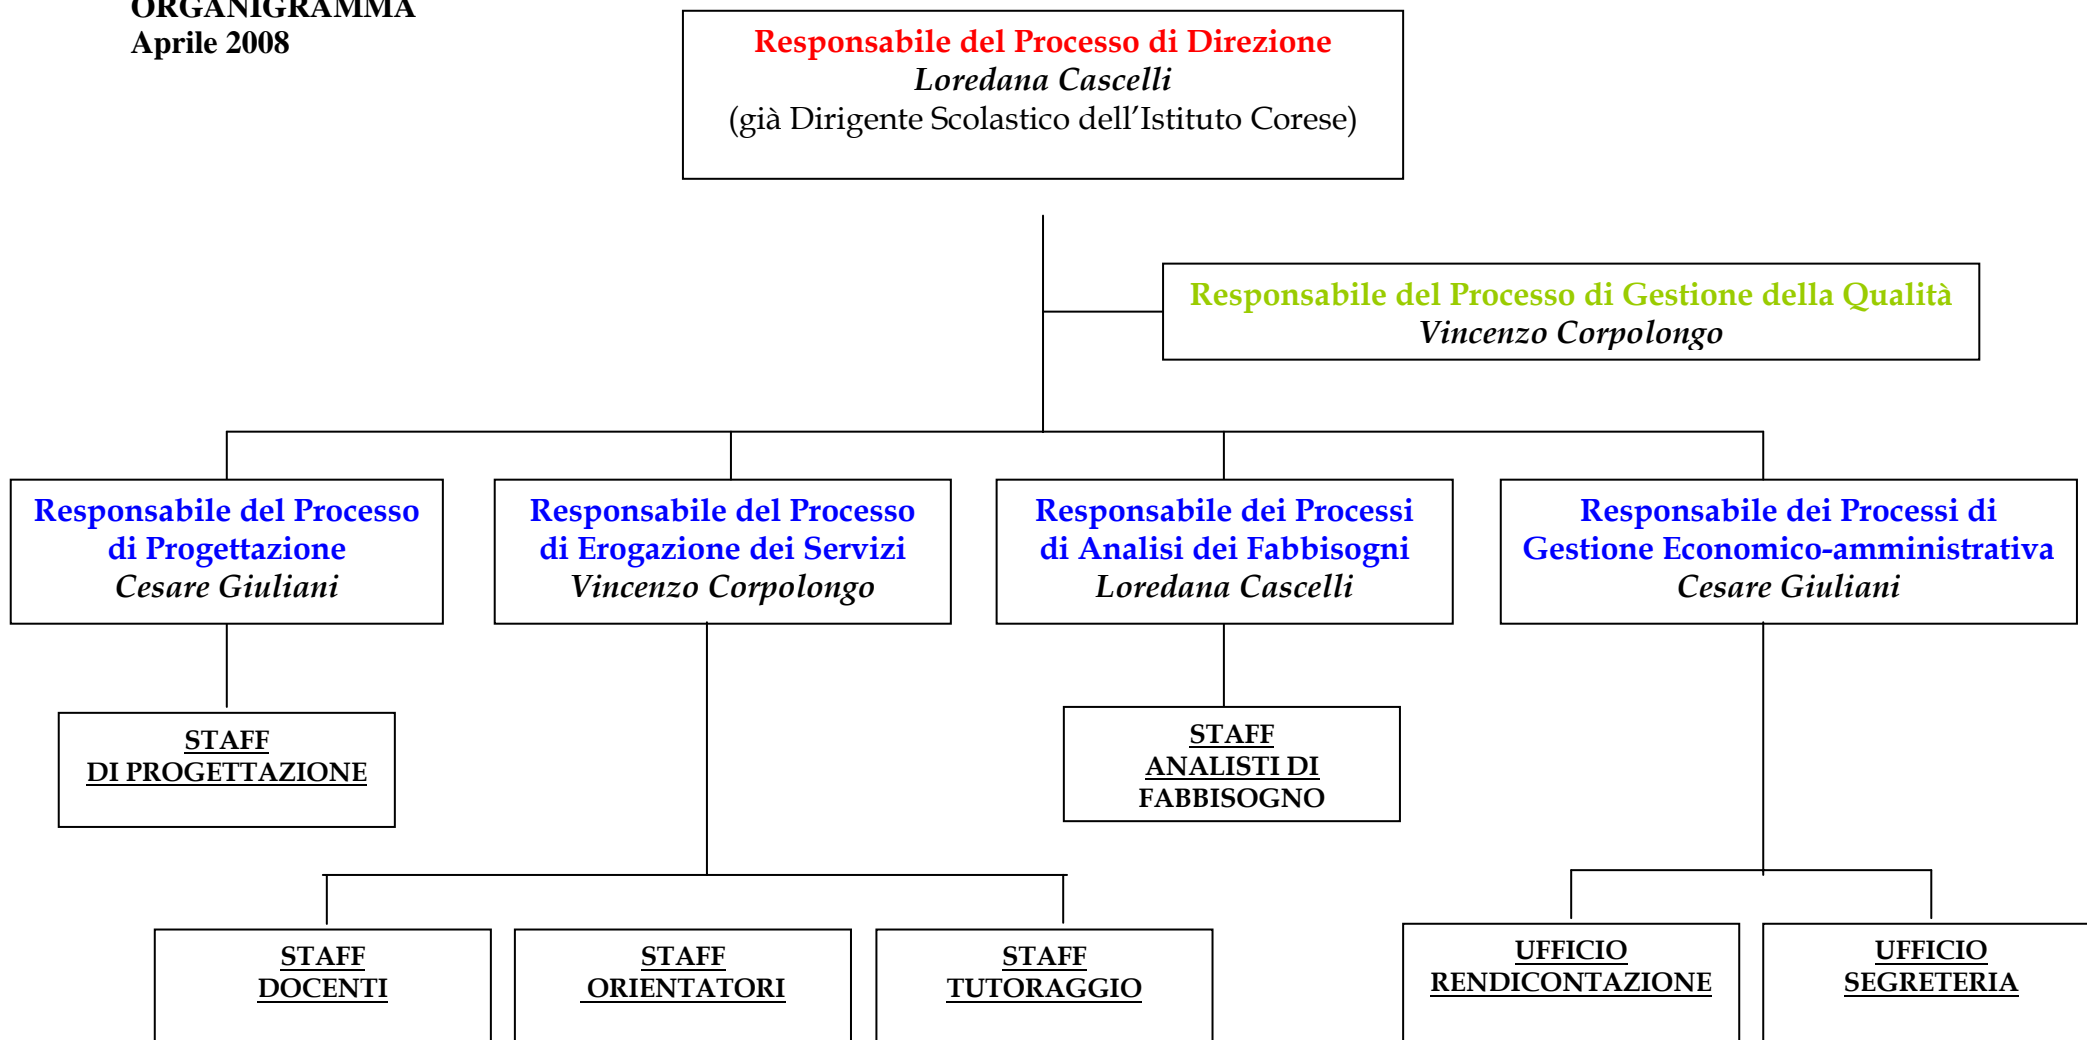 ORGANIGRAMMA
Aprile 2008
Responsabile del Processo di Direzione
Loredana Cascelli
(già Dirigente Scolastico dell’Istituto Corese)
Responsabile del Processo di Gestione della Qualità
Vincenzo Corpolongo
Responsabile del Processo
di Progettazione
Cesare Giuliani
Responsabile del Processo
di Erogazione dei Servizi
Vincenzo Corpolongo
Responsabile dei Processi
di Analisi dei Fabbisogni
Loredana Cascelli
Responsabile dei Processi di
Gestione Economico-amministrativa
Cesare Giuliani
STAFF
DI PROGETTAZIONE
STAFF
ANALISTI DI
FABBISOGNO
STAFF
DOCENTI
STAFF
ORIENTATORI
STAFF
TUTORAGGIO
UFFICIO
RENDICONTAZIONE
UFFICIO
SEGRETERIA